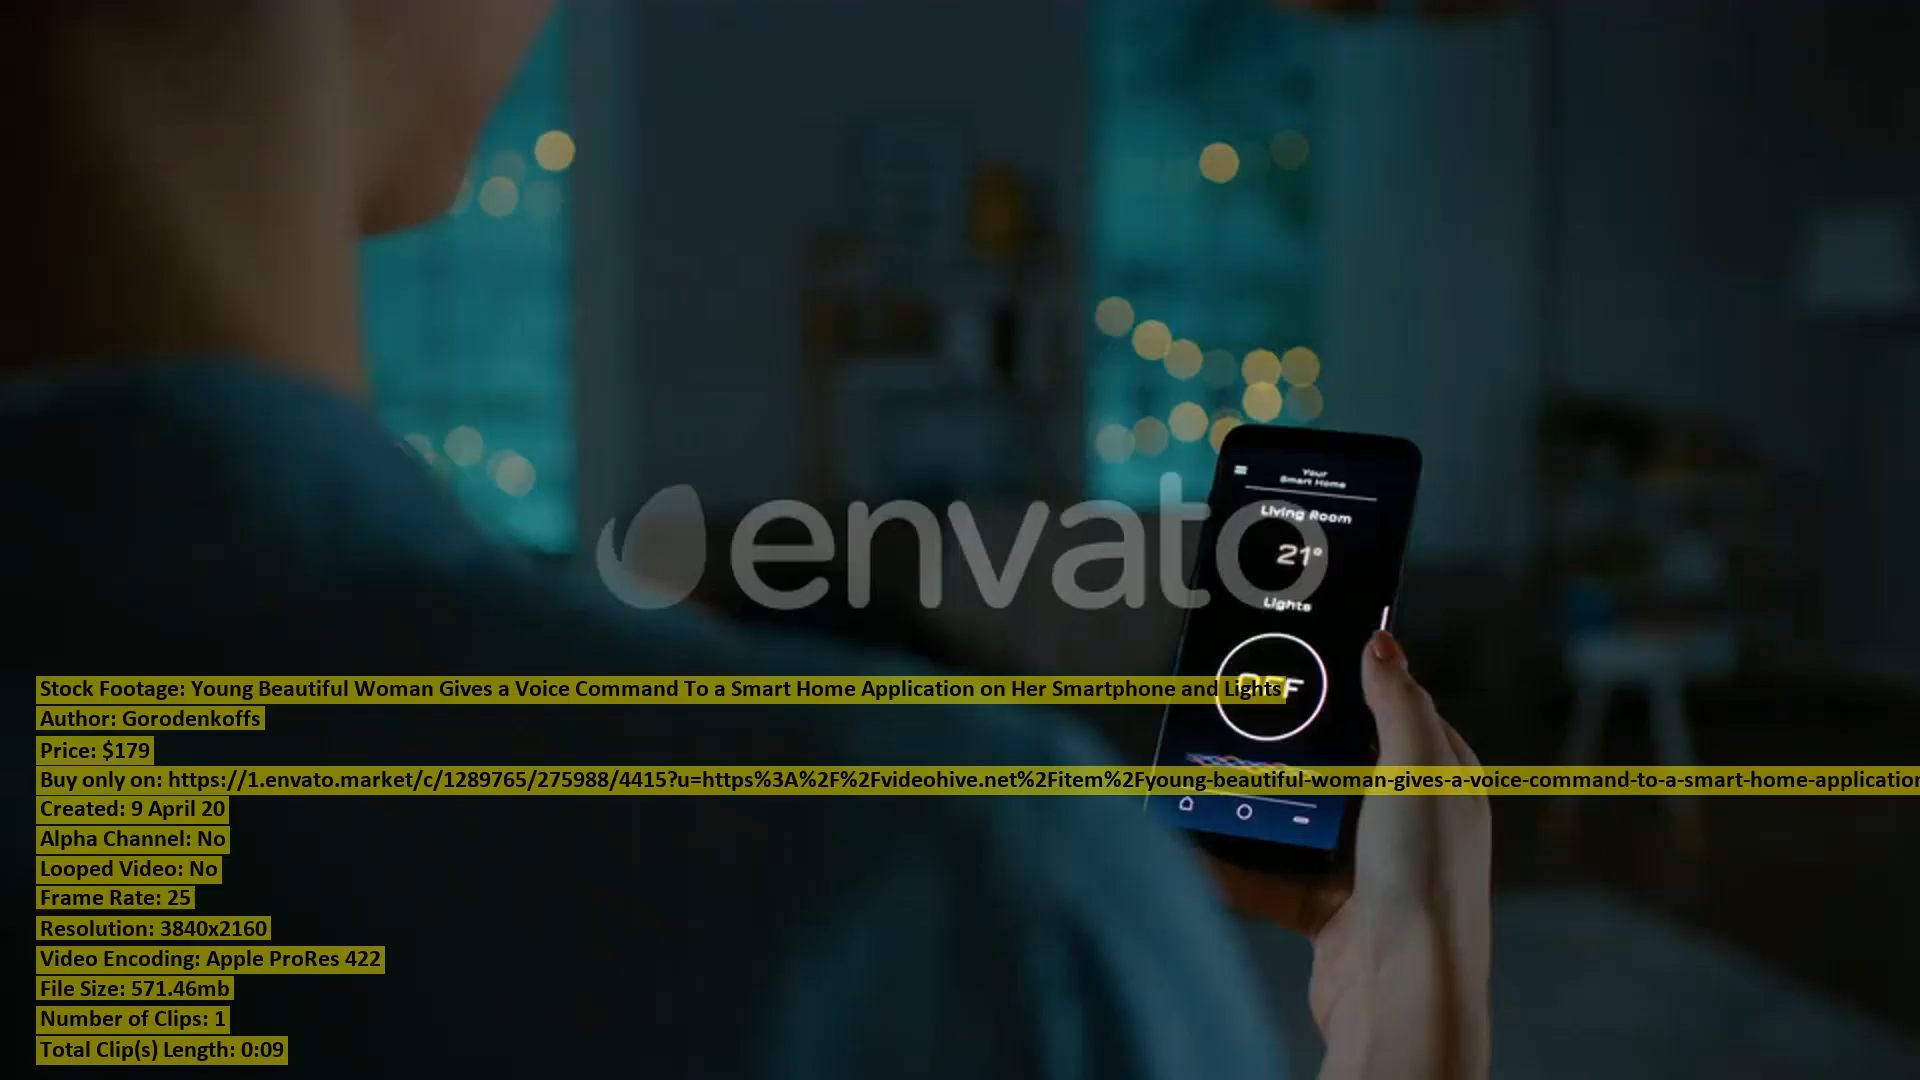 Your
Smart Home
Living Room
21°
Lights
OFF
envato
Stock Footage: Young Beautiful Woman Gives a Voice Command To a Smart Home Application on Her Smartphone and Lights
Author: Gorodenkoffs
Price: $179
Buy only on: https://1.envato.market/c/1289765/275988/4415?u=https%3A%2F%2Fvideohive.net%2Fitem%2Fyoung-beautiful-woman-gives-a-voice-command-to-a-smart-home-application
Created: 9 April 20
Alpha Channel: No
Looped Video: No
Frame Rate: 25
Resolution: 3840x2160
Video Encoding: Apple ProRes 422
File Size: 571.46mb
Number of Clips: 1
Total Clip(s) Length: 0:09